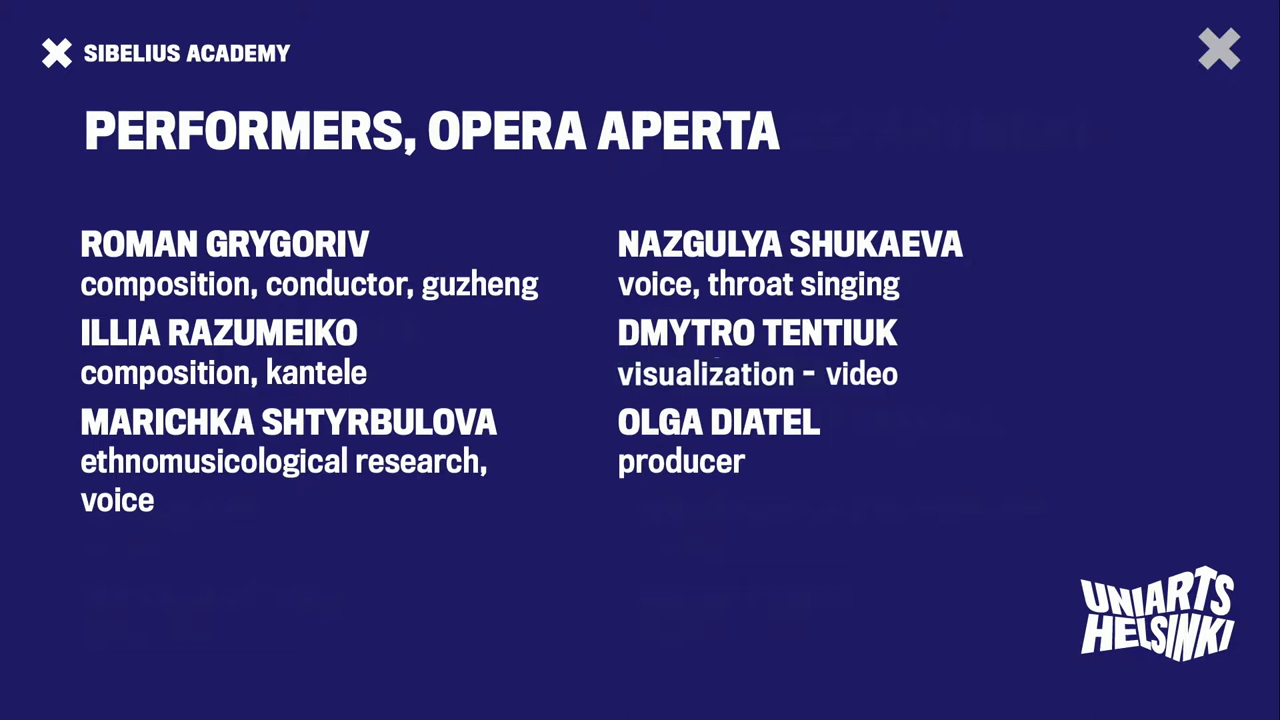 SIBELIUS ACADEMY
PERFORMERS, OPERA APERTA
ROMAN GRYGORIV
composition, conductor, guzheng
ILLIA RAZUMEIKO
composition, kantele
MARICHKA SHTYRBULOVA
ethnomusicological research,
voice
NAZGULYA SHUKAEVA
voice, throat singing
DMYTRO TENTIUK
visualization - video
OLGA DIATEL
producer
UNIARTS
HELSINKI